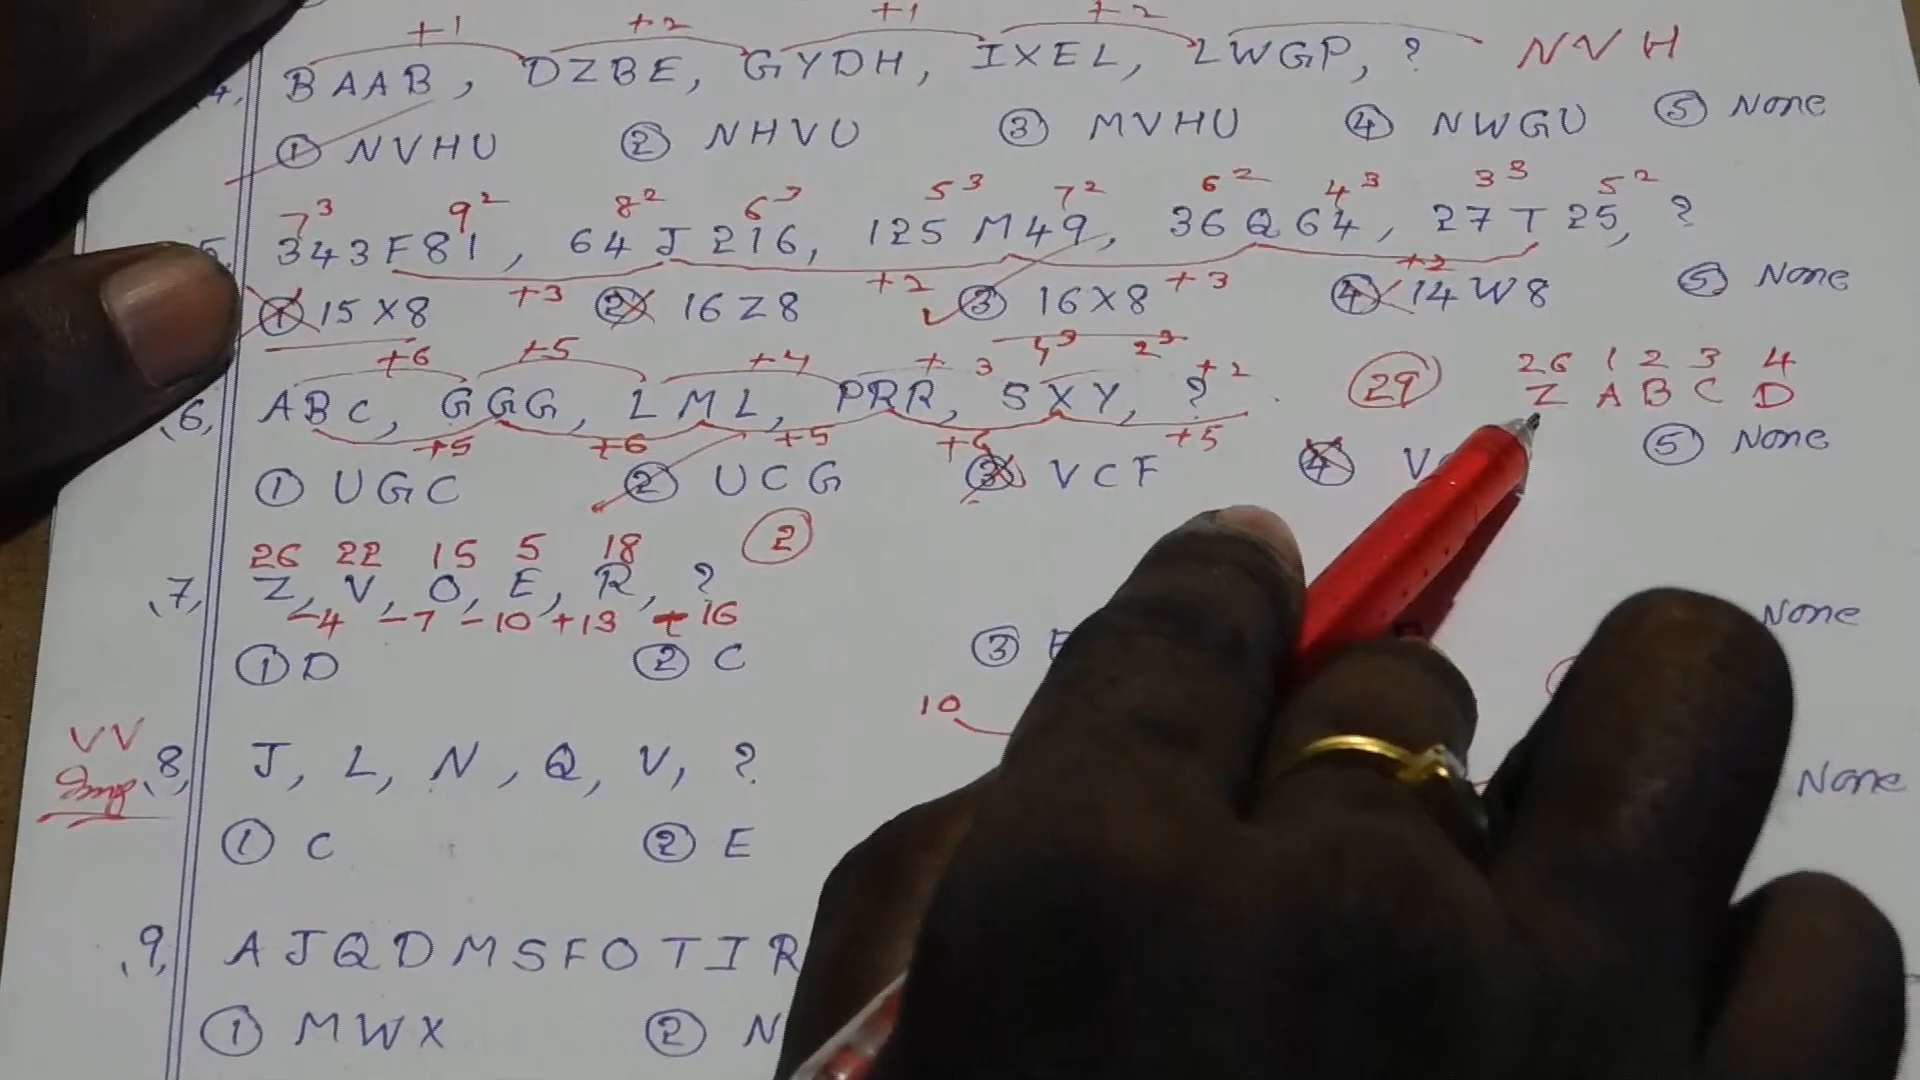 +1 +2 +1 +2
4, BAAB, DZBE, GYDH, IXEL, LWGP, ? NVH
① NVHU ② NHVU ③ MVHU ④ NWGU ⑤ None
7³ 9² 8² 6³ 5³ 7² 6² 4³ 3³ 5²
5, 343F81, 64J216, 125M49, 36Q64, 27T25, ?
+3 +2 +3 +2
① 15X8 ② 16Z8 ③ 16X8 ④ 14W8 ⑤ None
4³ 2³
+6 +5 +4 +3 +2
26 1 2 3 4
6, ABC, GGG, LML, PRR, SXY, ? 29 Z A B C D
+5 +6 +5 +6 +5
① UGC ② UCG ③ VCF ④ V ⑤ None
26 22 15 5 18 2
7, Z, V, O, E, R, ?
-4 -7 -10 +13 +16
① D ② C ③ None
10
VV
Imp
8, J, L, N, Q, V, ?
① C ② E None
9, AJQDMSFOTIR
① MWX ② N